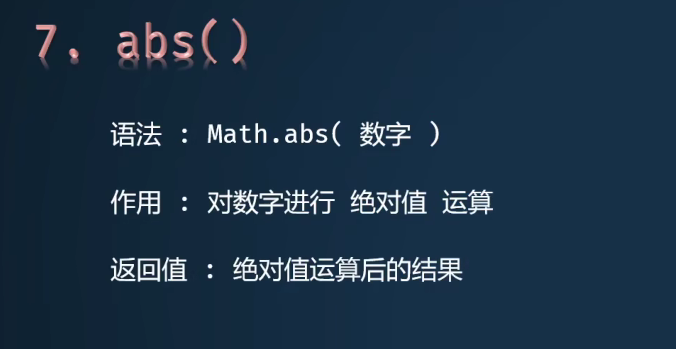 7. abs()
语法 : Math.abs( 数字 )
作用 : 对数字进行 绝对值 运算
返回值 : 绝对值运算后的结果